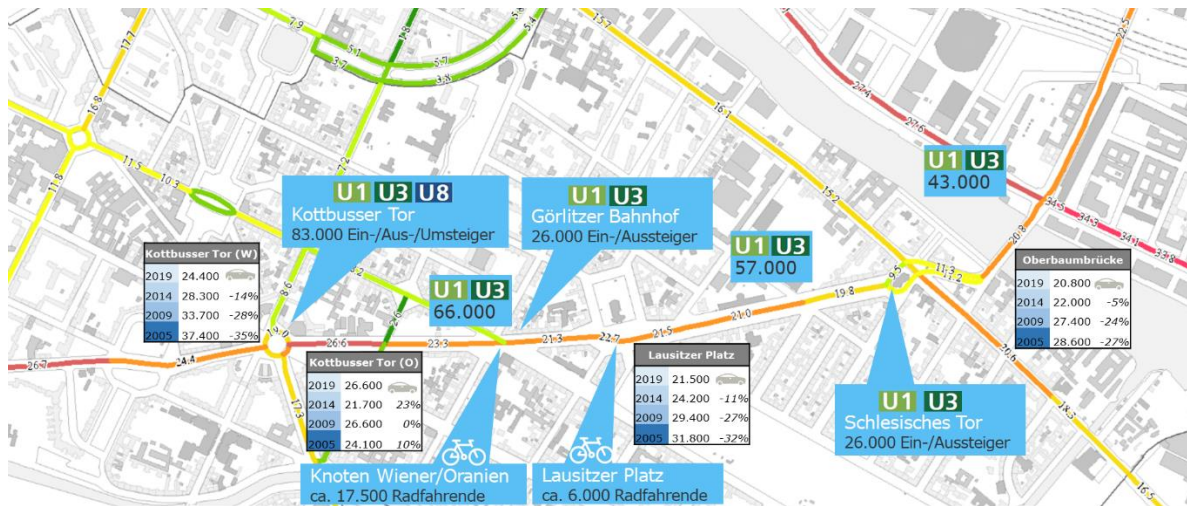 17.7
7.9
5.1
3.7
5.7
3.8
5.6
5.4
15.7
27.4
27.6
22.5
16.8
11.8
11.5
10.3
7.2
16.1
15.2
U1 U3
43.000
34.5
34.3
34.1
33.8
U1 U3 U8
Kottbusser Tor
83.000 Ein-/Aus-/Umsteiger
U1 U3
Görlitzer Bahnhof
26.000 Ein-/Aussteiger
U1 U3
57.000
20.8
Kottbusser Tor (W)
2019 24.400
2014 28.300 -14%
2009 33.700 -28%
2005 37.400 -35%
8.6
2.6
U1 U3
66.000
9.5
11.3
Oberbaumbrücke
2019 20.800
2014 22.000 -5%
2009 27.400 -24%
2005 28.600 -27%
26.7
24.4
26.6
23.3
21.3
22.7
21.5
21.0
19.8
20.6
18.3
16.5
17.3
Kottbusser Tor (O)
2019 26.600
2014 21.700 23%
2009 26.600 0%
2005 24.100 10%
Lausitzer Platz
2019 21.500
2014 24.200 -11%
2009 29.400 -27%
2005 31.800 -32%
U1 U3
Schlesisches Tor
26.000 Ein-/Aussteiger
Knoten Wiener/Oranien
ca. 17.500 Radfahrende
Lausitzer Platz
ca. 6.000 Radfahrende